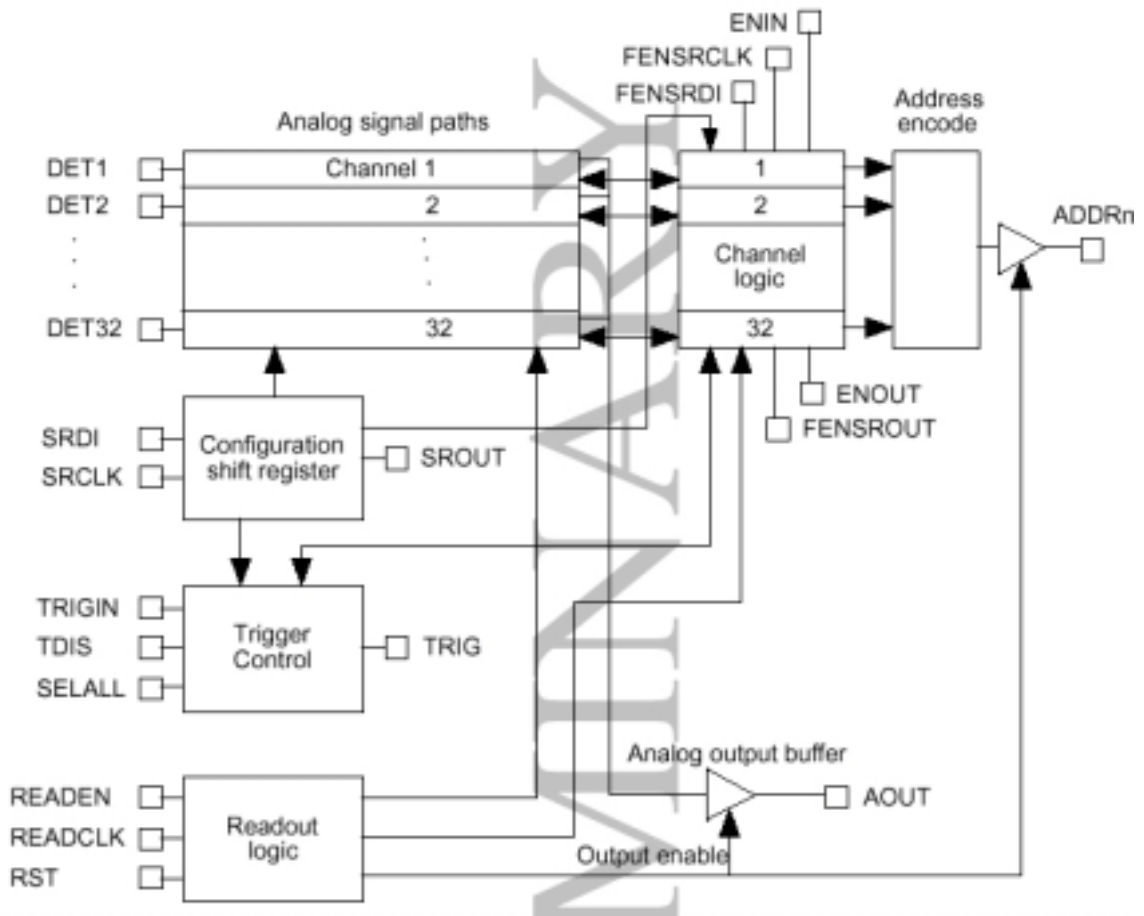 ENIN
FENSRCLK
FENSRDI
Address
encode
Analog signal paths
DET1
Channel 1
1
DET2
2
2
ADDRn
Channel
logic
DET32
32
32
ENOUT
FENSROUT
SRDI
SRCLK
Configuration
shift register
SROUT
TRIGIN
TDIS
SELALL
Trigger
Control
TRIG
Analog output buffer
READEN
READCLK
RST
Readout
logic
AOUT
Output enable
MINARY